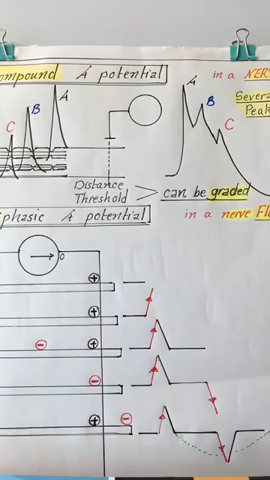 ompound A potential
in a NER
Severa
Peak
A
B
C
A
B
C
Distance
Threshold > can be graded
phasic A potential
in a nerve Fi
0